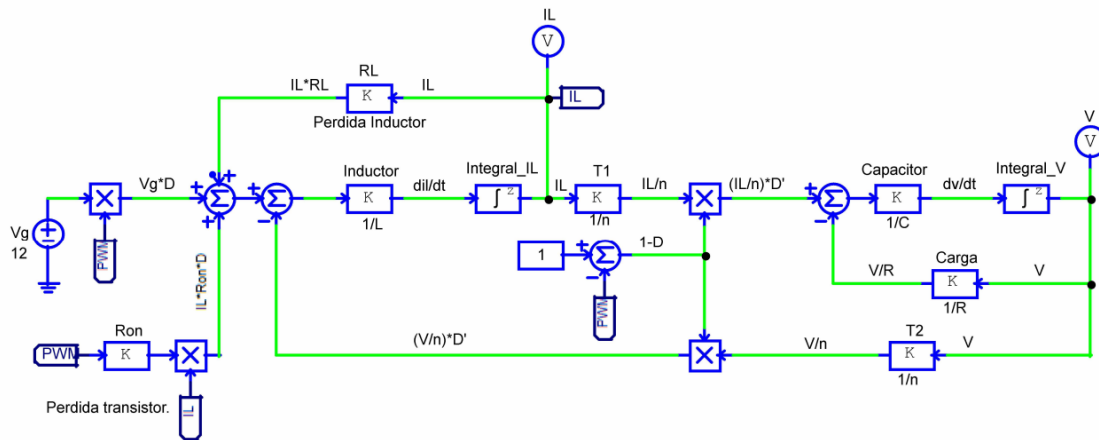 IL
V
RL
K
IL*RL
IL
Perdida Inductor
IL
V
V
Vg*D
Inductor
K
1/L
dil/dt
Integral_IL
∫ z
IL
T1
K
1/n
IL/n
(IL/n)*D'
Capacitor
K
1/C
dv/dt
Integral_V
∫ z
Σ
Σ
Σ
Vg
12
PWM
1
Σ
1-D
PWM
V/R
Carga
K
1/R
V
IL*Ron*D
(V/n)*D'
V/n
T2
K
1/n
V
PWM
Ron
K
Perdida transistor.
IL